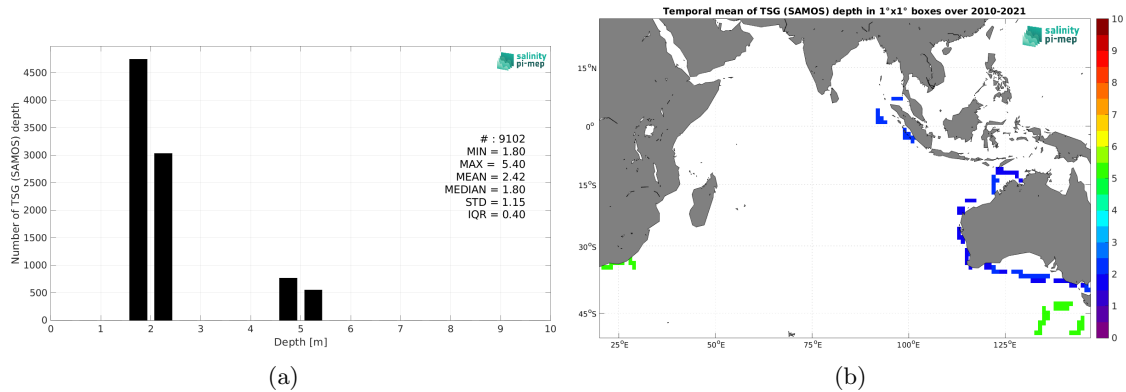 salinity
pi-mep
# : 9102
MIN = 1.80
MAX = 5.40
MEAN = 2.42
MEDIAN = 1.80
STD = 1.15
IQR = 0.40
Number of TSG (SAMOS) depth
4500
4000
3500
3000
2500
2000
1500
1000
500
0
0 1 2 3 4 5 6 7 8 9 10
Depth [m]
(a)
Temporal mean of TSG (SAMOS) depth in 1°x1° boxes over 2010-2021
salinity
pi-mep
15°N
0°
15°S
30°S
45°S
25°E 50°E 75°E 100°E 125°E
10
9
8
7
6
5
4
3
2
1
0
(b)